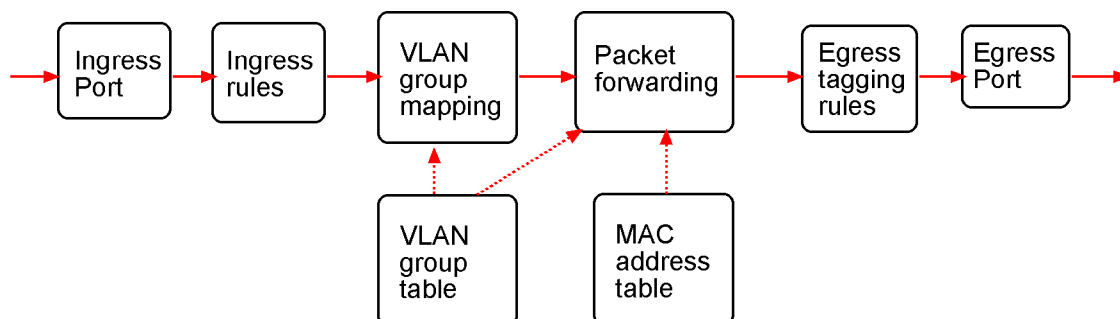 Ingress
Port
Ingress
rules
VLAN
group
mapping
Packet
forwarding
Egress
tagging
rules
Egress
Port
VLAN
group
table
MAC
address
table